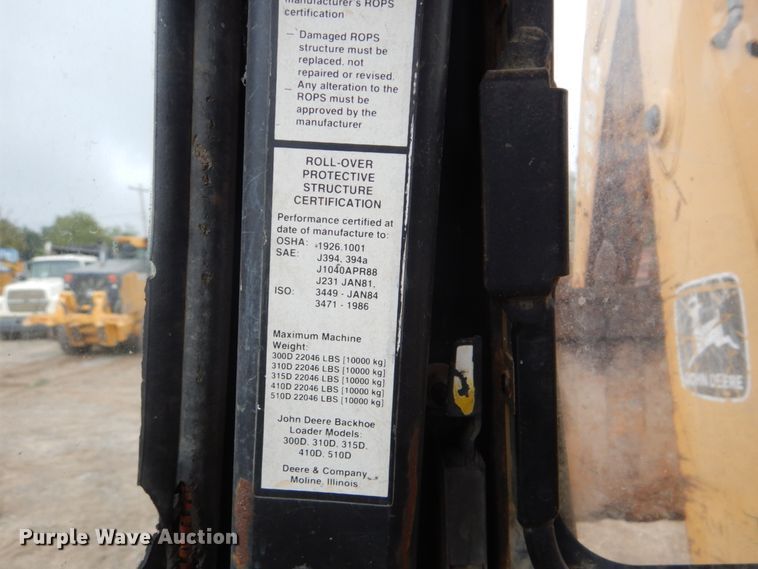 manufacturer's ROPS
certification
— Damaged ROPS
structure must be
replaced, not
repaired or revised.
— Any alteration to the
ROPS must be
approved by the
manufacturer
ROLL-OVER
PROTECTIVE
STRUCTURE
CERTIFICATION
Performance certified at
date of manufacture to:
OSHA: 1926.1001
SAE: J394, 394a
J1040APR88
J231 JAN81,
ISO: 3449 - JAN84
3471 - 1986
Maximum Machine
Weight:
300D 22046 LBS [10000 kg]
310D 22046 LBS [10000 kg]
315D 22046 LBS [10000 kg]
410D 22046 LBS [10000 kg]
510D 22046 LBS [10000 kg]
John Deere Backhoe
Loader Models:
300D, 310D, 315D,
410D, 510D
Deere & Company
Moline, Illinois
JOHN DEERE
Purple Wave Auction